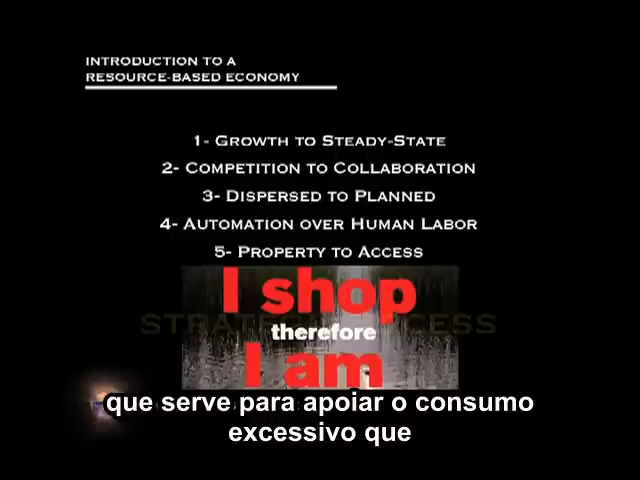 INTRODUCTION TO A
RESOURCE-BASED ECONOMY
1- GROWTH TO STEADY-STATE
2- COMPETITION TO COLLABORATION
3- DISPERSED TO PLANNED
4- AUTOMATION OVER HUMAN LABOR
5- PROPERTY TO ACCESS
I shop
therefore
I am
que serve para apoiar o consumo
excessivo que